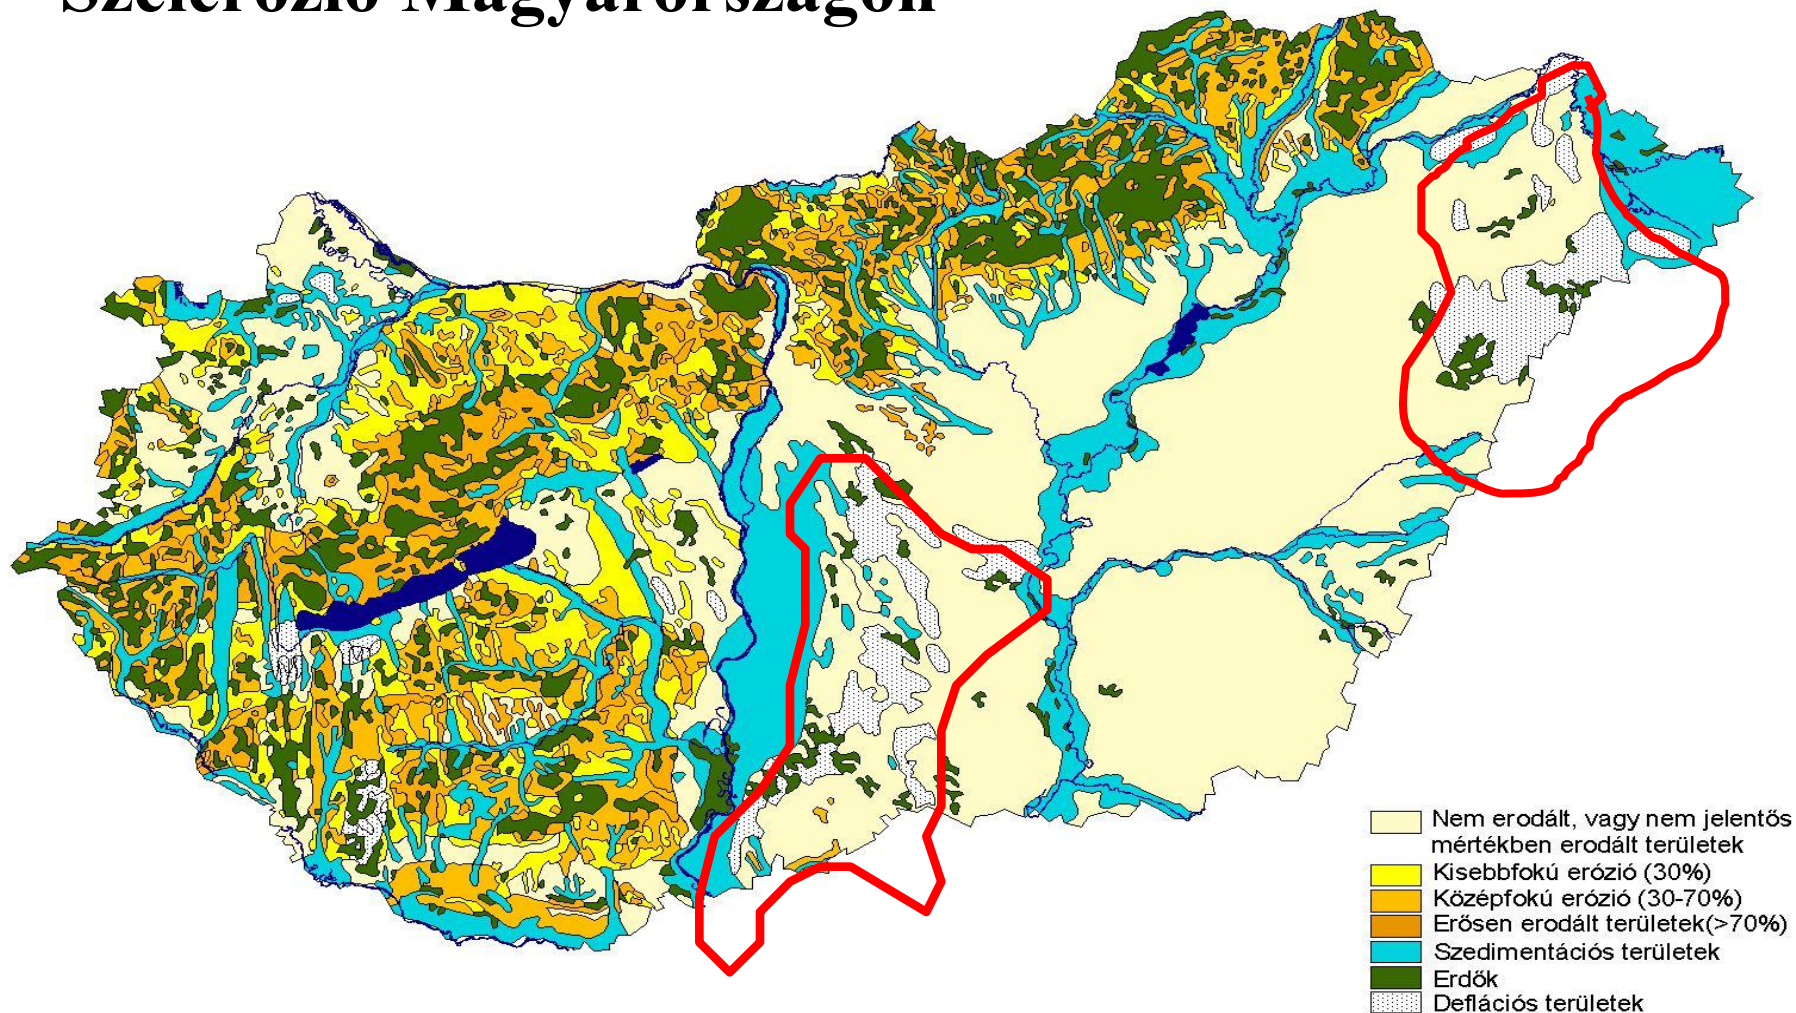 Szélerózió Magyarországon
Nem erodált, vagy nem jelentős
mértékben erodált területek
Kisebbfokú erózió (30%)
Középfokú erózió (30-70%)
Erősen erodált területek(>70%)
Szedimentációs területek
Erdők
Deflációs területek